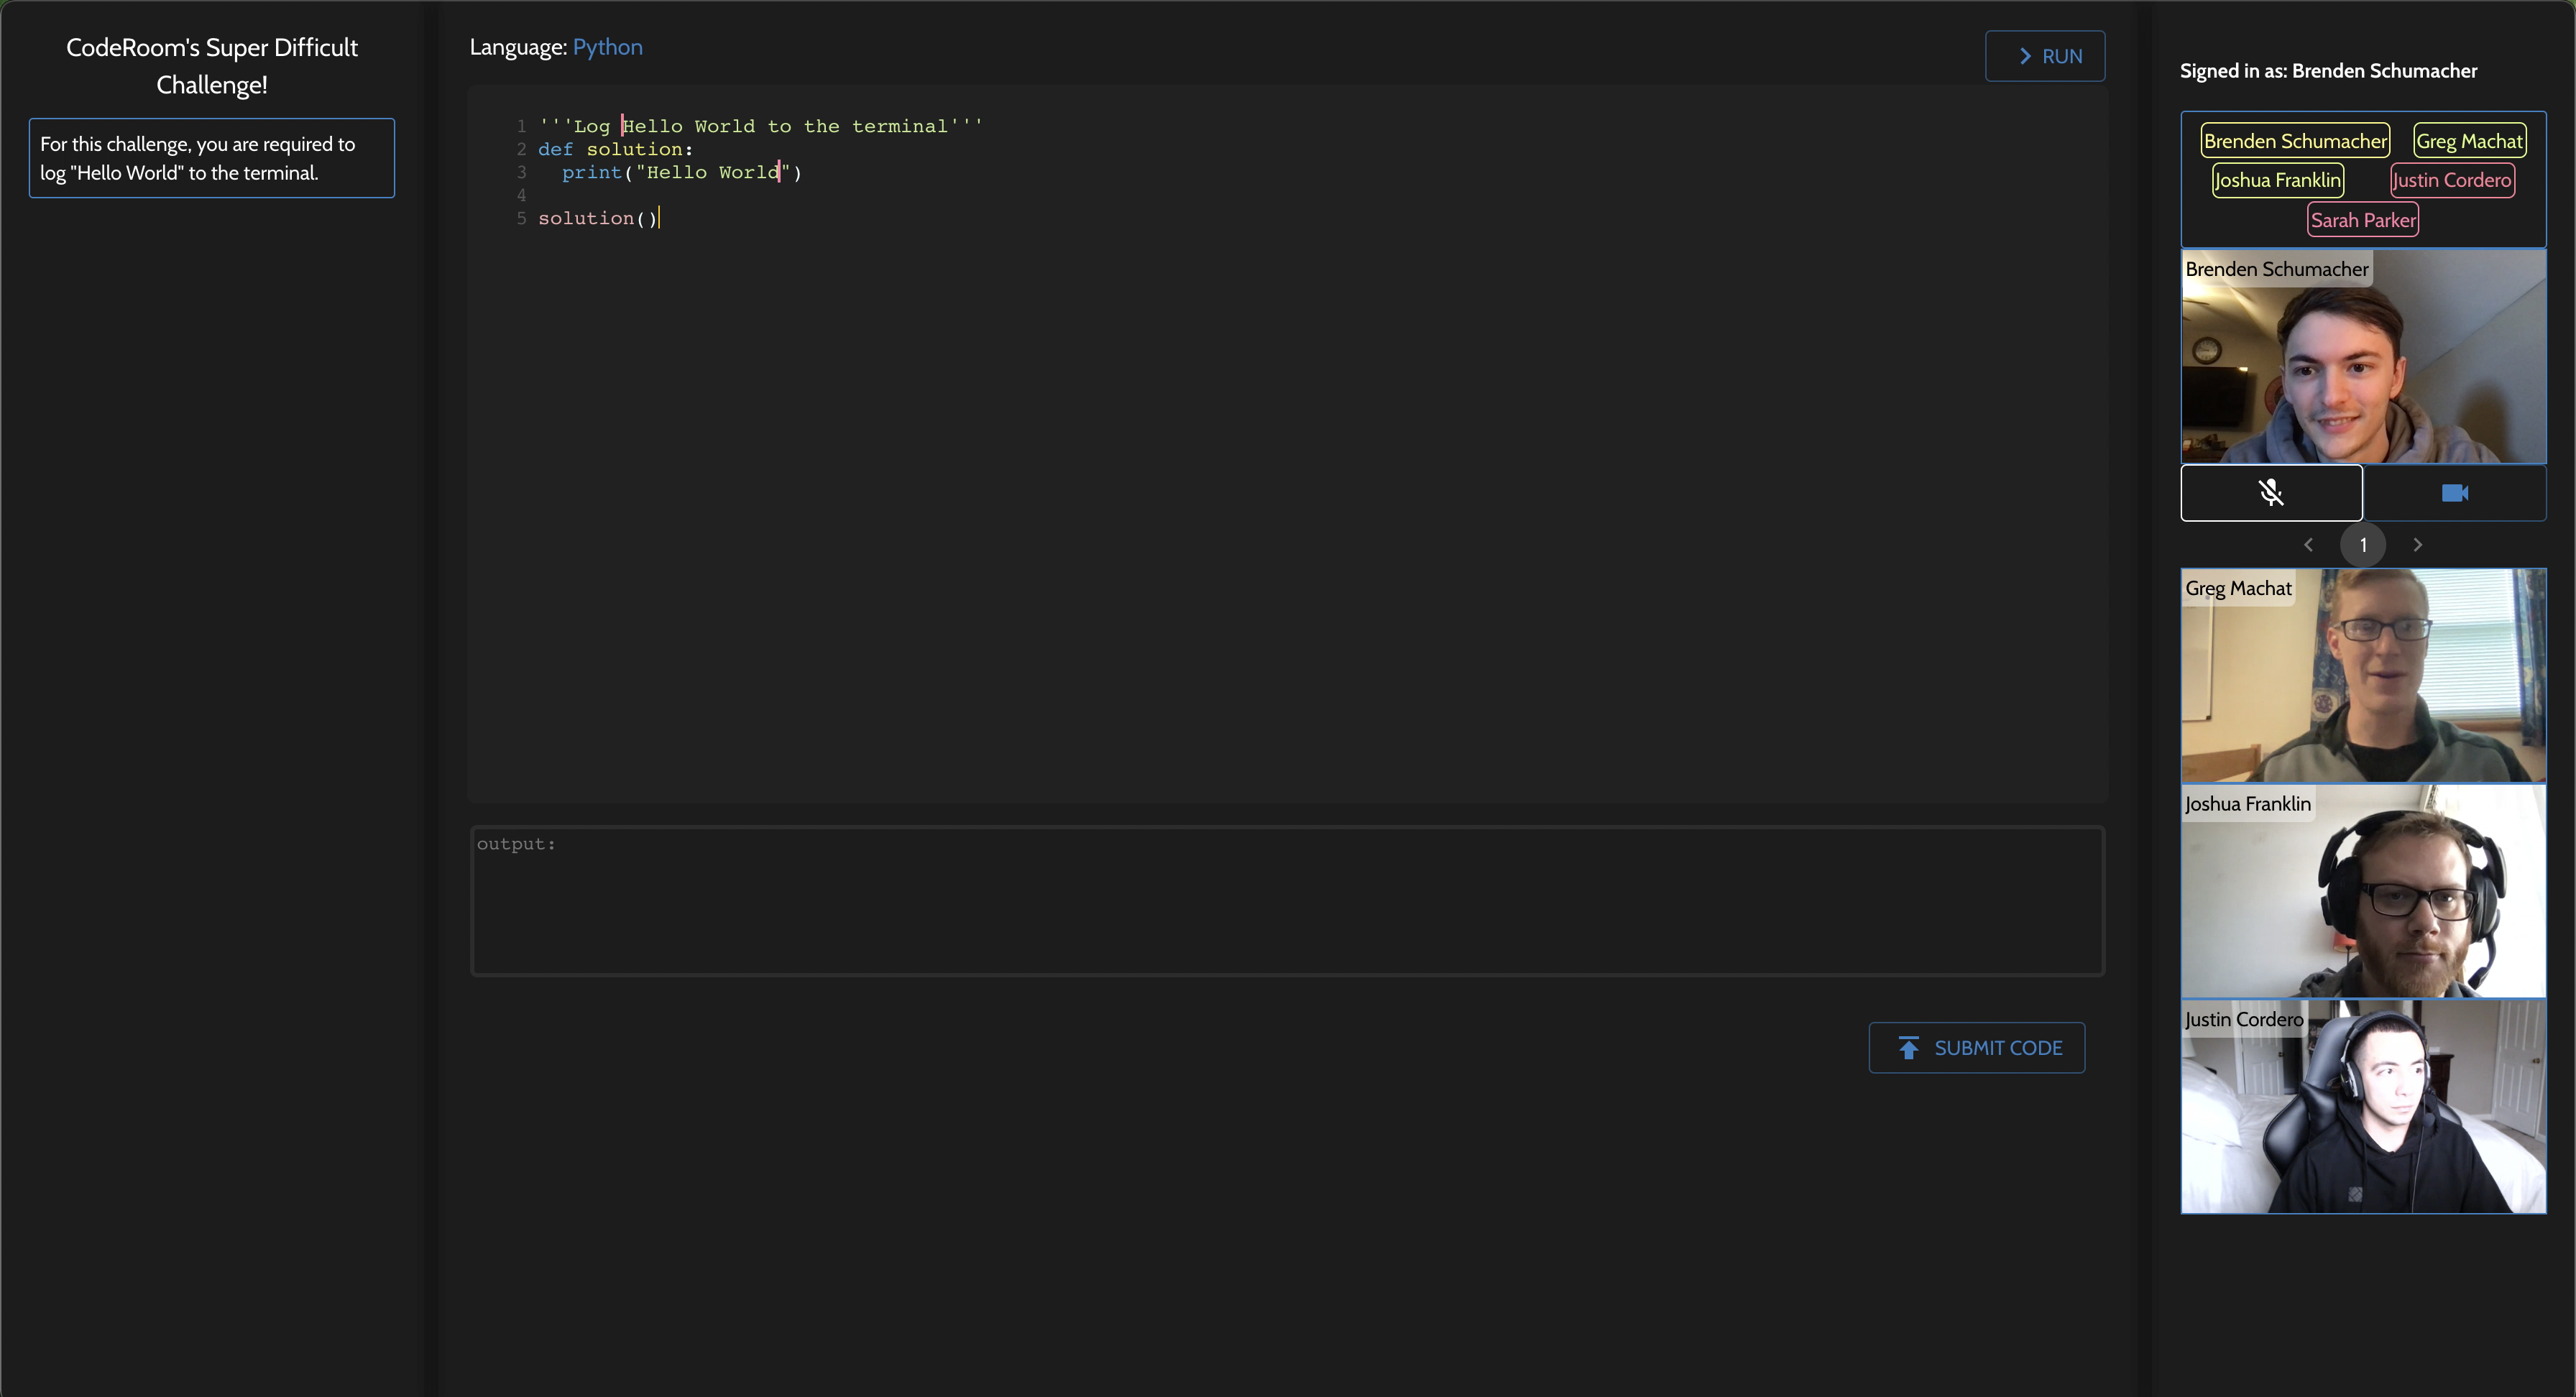 CodeRoom's Super Difficult
Challenge!
For this challenge, you are required to
log "Hello World" to the terminal.
Language: Python
RUN
1 '''Log Hello World to the terminal'''
2 def solution:
3   print("Hello World")
4
5 solution()
output:
SUBMIT CODE
Signed in as: Brenden Schumacher
Brenden Schumacher Greg Machat
Joshua Franklin Justin Cordero
Sarah Parker
Brenden Schumacher
1
Greg Machat
Joshua Franklin
Justin Cordero